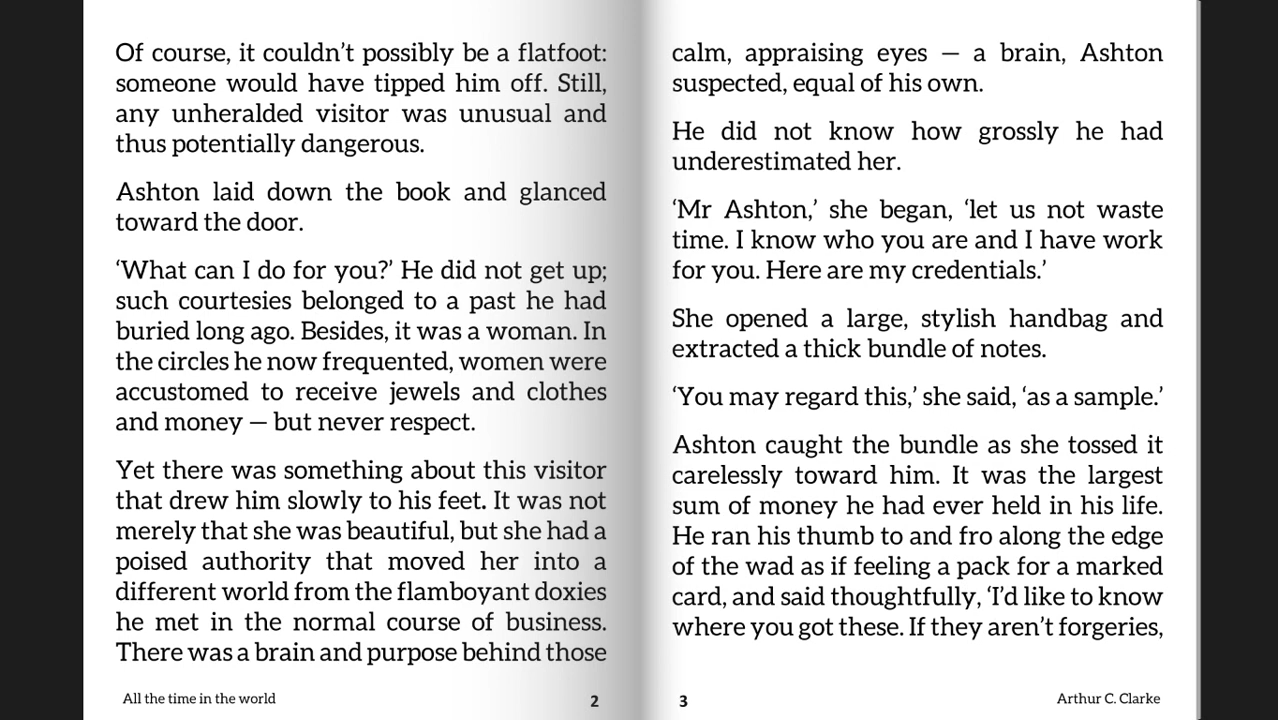 Of course, it couldn’t possibly be a flatfoot:
someone would have tipped him off. Still,
any unheralded visitor was unusual and
thus potentially dangerous.
Ashton laid down the book and glanced
toward the door.
‘What can I do for you?’ He did not get up;
such courtesies belonged to a past he had
buried long ago. Besides, it was a woman. In
the circles he now frequented, women were
accustomed to receive jewels and clothes
and money — but never respect.
Yet there was something about this visitor
that drew him slowly to his feet. It was not
merely that she was beautiful, but she had a
poised authority that moved her into a
different world from the flamboyant doxies
he met in the normal course of business.
There was a brain and purpose behind those
All the time in the world
2
calm, appraising eyes — a brain, Ashton
suspected, equal of his own.
He did not know how grossly he had
underestimated her.
‘Mr Ashton,’ she began, ‘let us not waste
time. I know who you are and I have work
for you. Here are my credentials.’
She opened a large, stylish handbag and
extracted a thick bundle of notes.
‘You may regard this,’ she said, ‘as a sample.’
Ashton caught the bundle as she tossed it
carelessly toward him. It was the largest
sum of money he had ever held in his life.
He ran his thumb to and fro along the edge
of the wad as if feeling a pack for a marked
card, and said thoughtfully, ‘I’d like to know
where you got these. If they aren’t forgeries,
3
Arthur C. Clarke